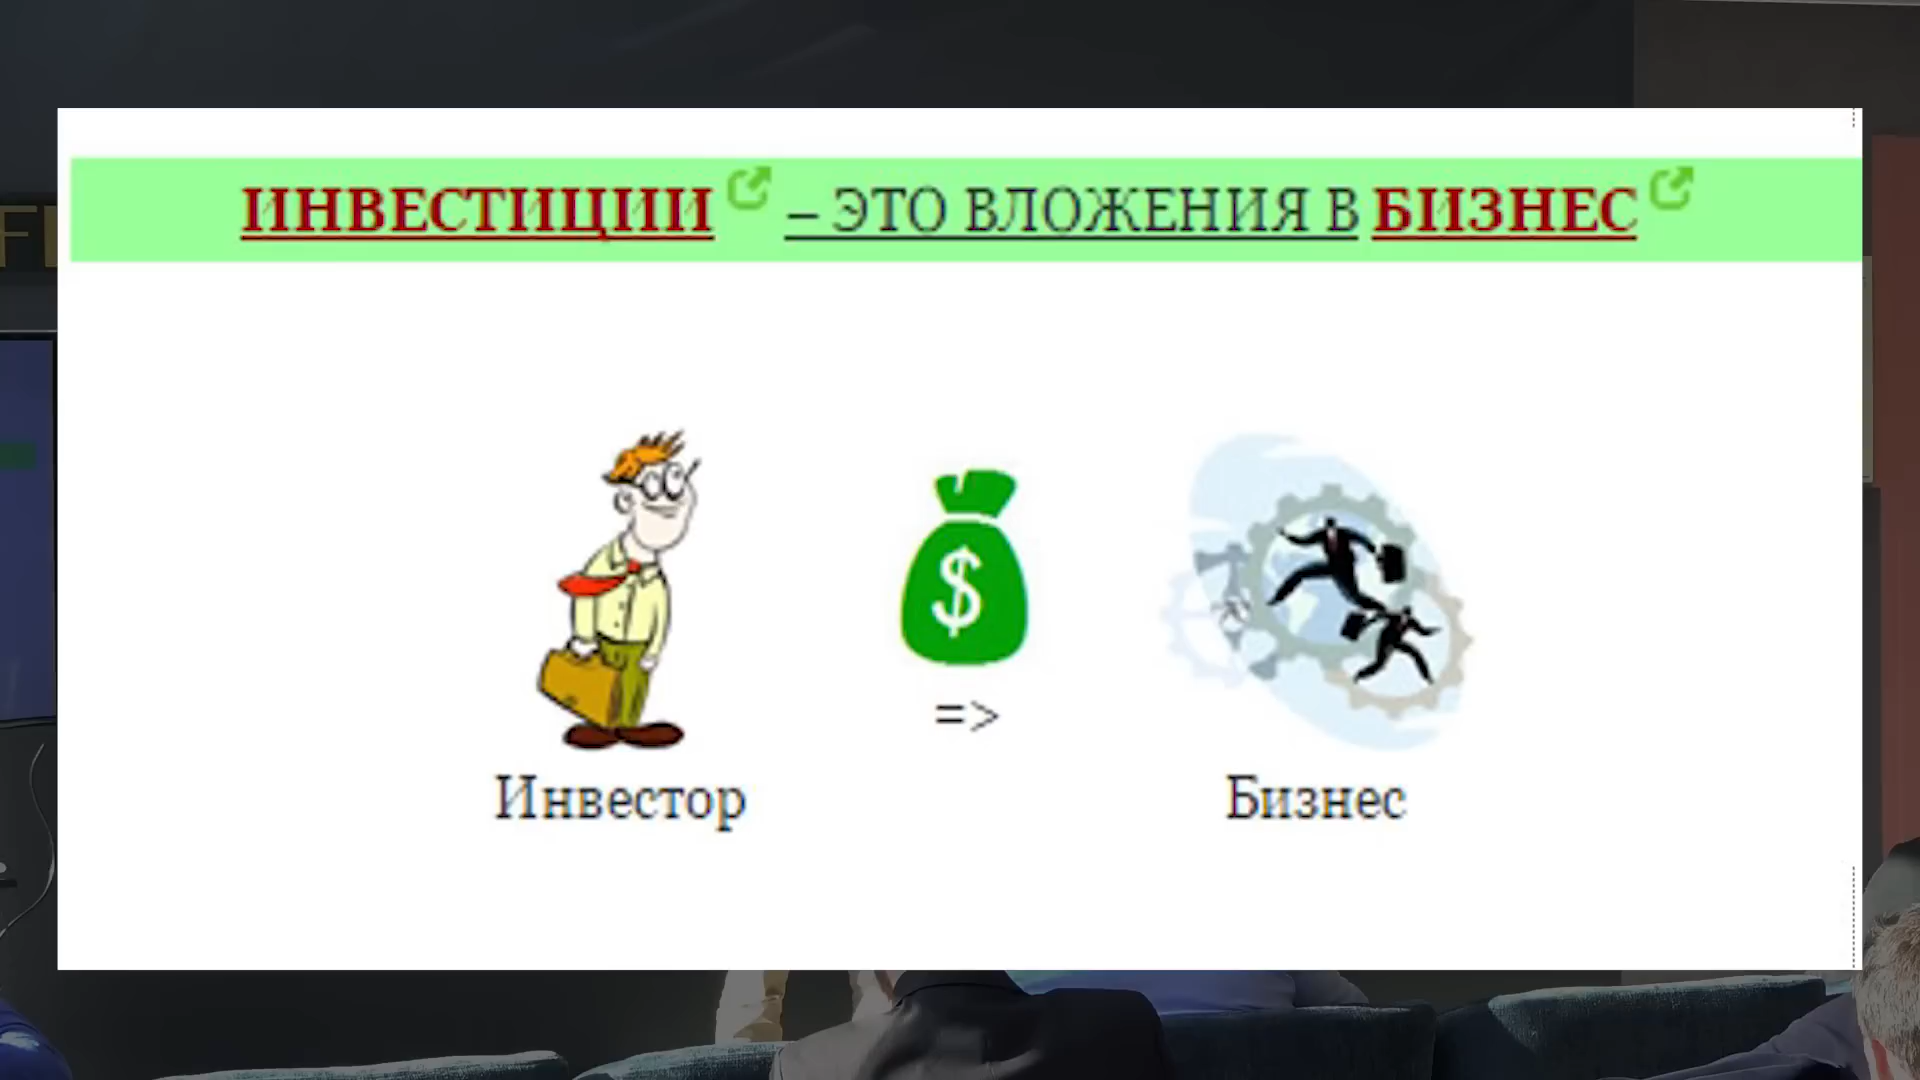 ИНВЕСТИЦИИ – ЭТО ВЛОЖЕНИЯ В БИЗНЕС
$
=>
Инвестор
Бизнес